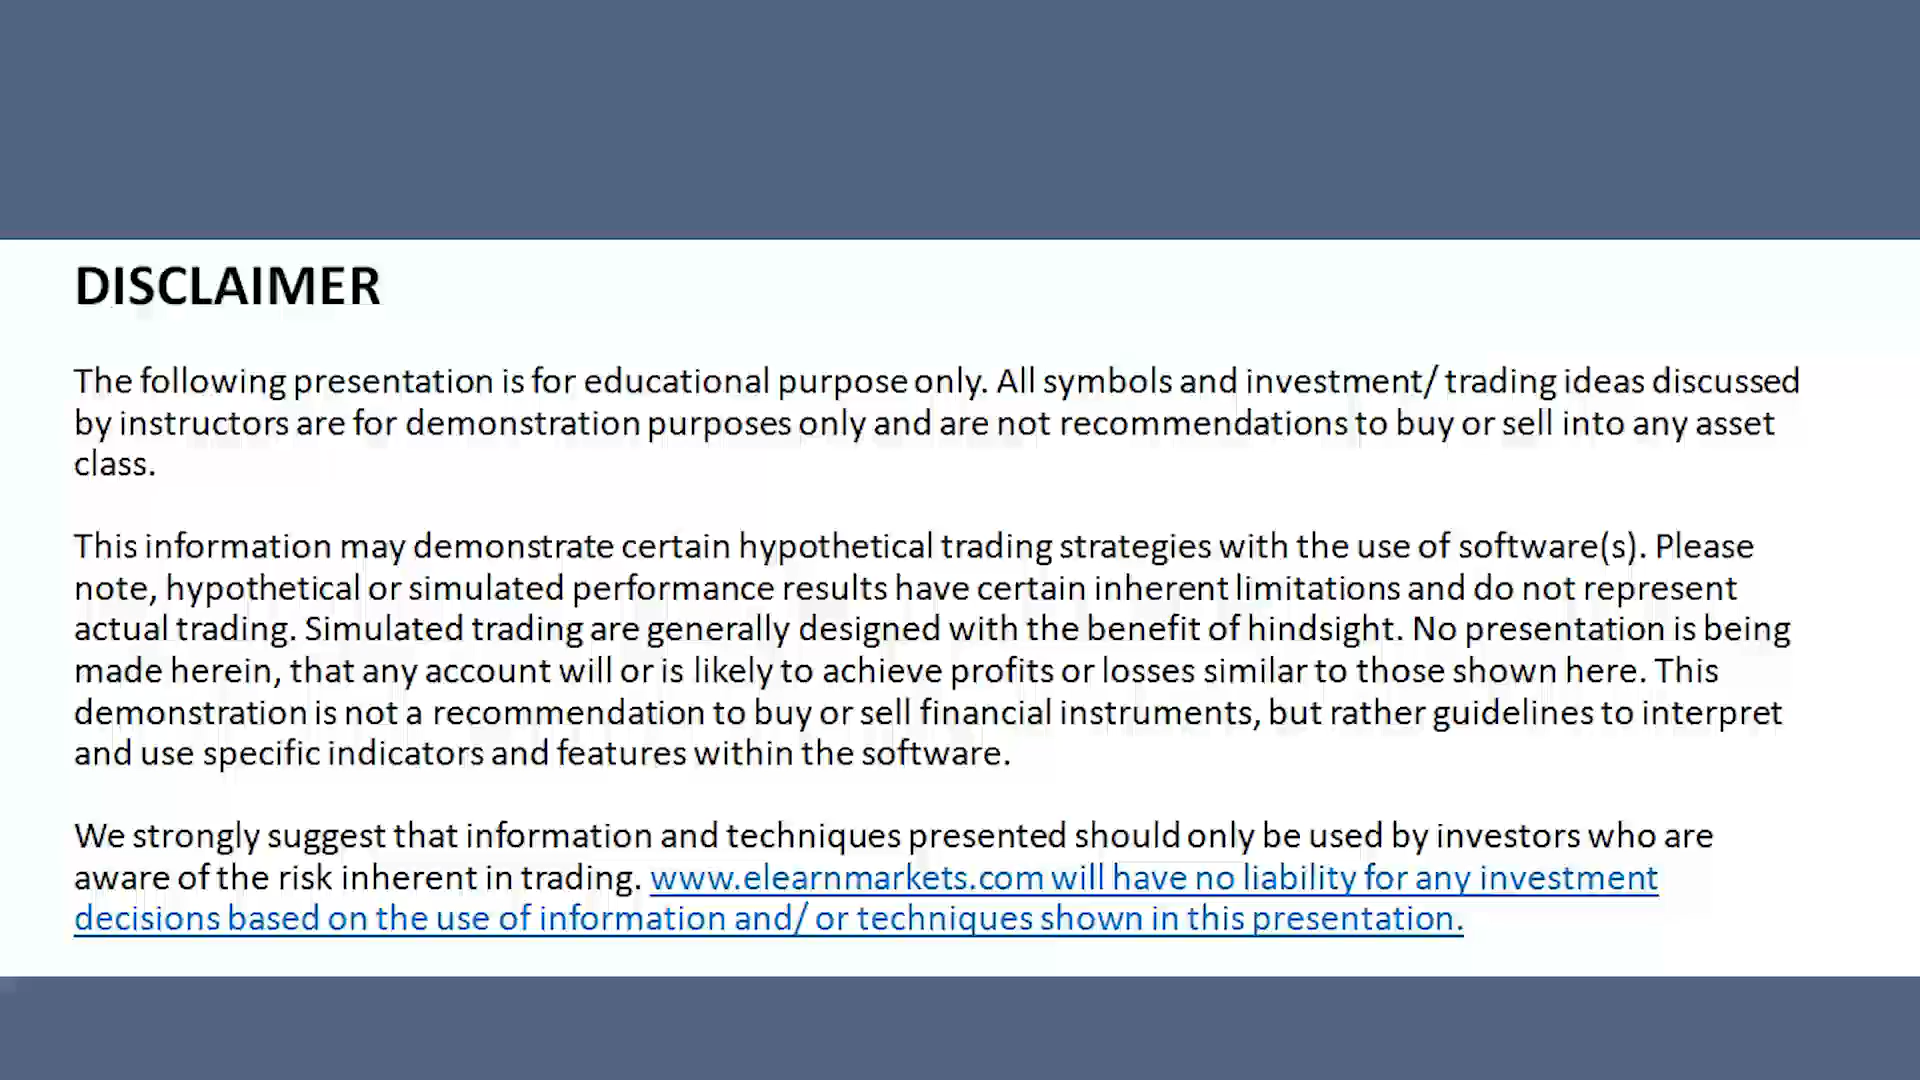 DISCLAIMER
The following presentation is for educational purpose only. All symbols and investment/ trading ideas discussed
by instructors are for demonstration purposes only and are not recommendations to buy or sell into any asset
class.
This information may demonstrate certain hypothetical trading strategies with the use of software(s). Please
note, hypothetical or simulated performance results have certain inherent limitations and do not represent
actual trading. Simulated trading are generally designed with the benefit of hindsight. No presentation is being
made herein, that any account will or is likely to achieve profits or losses similar to those shown here. This
demonstration is not a recommendation to buy or sell financial instruments, but rather guidelines to interpret
and use specific indicators and features within the software.
We strongly suggest that information and techniques presented should only be used by investors who are
aware of the risk inherent in trading. www.elearnmarkets.com will have no liability for any investment
decisions based on the use of information and/ or techniques shown in this presentation.